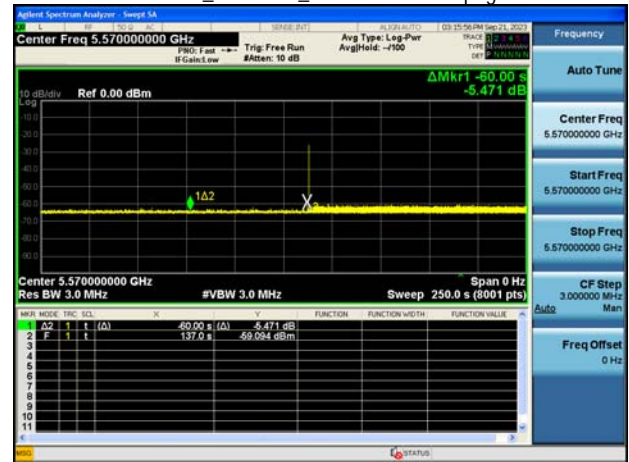 Agilent Spectrum Analyzer - Swept SA
RF 50 Ω AC SENSE:INT ALIGN AUTO 03:15:56 PM Sep 21, 2023
Center Freq 5.570000000 GHz
PNO: Fast
IFGain:Low
Trig: Free Run
#Atten: 10 dB
Avg Type: Log-Pwr
Avg|Hold: --/100
TRACE 1 2 3 4 5 6
TYPE
DET P N N N N N
ΔMkr1 -60.00 s
-5.471 dB
10 dB/div Ref 0.00 dBm
Log
-10.0
-20.0
-30.0
-40.0
-50.0
-60.0
-70.0
-80.0
-90.0
1Δ2
Center 5.570000000 GHz Span 0 Hz
Res BW 3.0 MHz #VBW 3.0 MHz Sweep 250.0 s (8001 pts)
MKR MODE TRC SCL X Y FUNCTION FUNCTION WIDTH FUNCTION VALUE
1 Δ2 1 t (Δ) -60.00 s (Δ) -5.471 dB
2 F 1 t 137.0 s -59.094 dBm
3
4
5
6
7
8
9
10
11
MSG STATUS
Frequency
Auto Tune
Center Freq
5.570000000 GHz
Start Freq
5.570000000 GHz
Stop Freq
5.570000000 GHz
CF Step
3.000000 MHz
Auto Man
Freq Offset
0 Hz